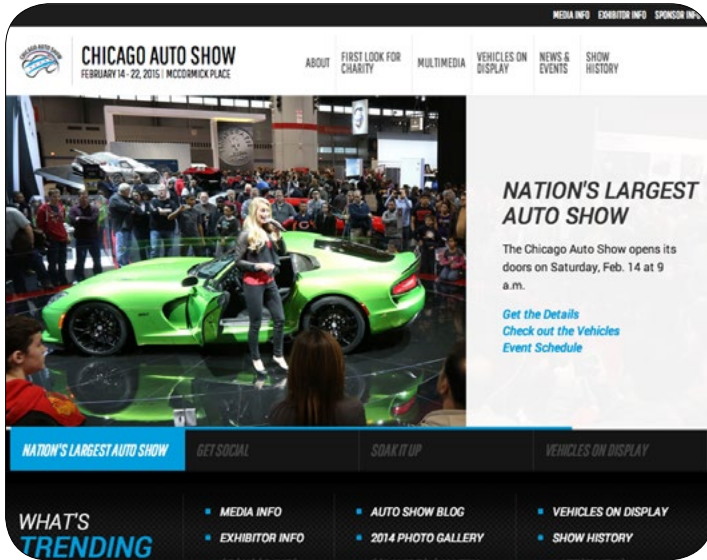 MEDIA INFO EXHIBITOR INFO SPONSOR INFO
CHICAGO AUTO SHOW
CHICAGO AUTO SHOW
FEBRUARY 14 - 22, 2015 | MCCORMICK PLACE
ABOUT
FIRST LOOK FOR
CHARITY
MULTIMEDIA
VEHICLES ON
DISPLAY
NEWS &
EVENTS
SHOW
HISTORY
NATION'S LARGEST
AUTO SHOW
The Chicago Auto Show opens its
doors on Saturday, Feb. 14 at 9
a.m.
Get the Details
Check out the Vehicles
Event Schedule
NATION'S LARGEST AUTO SHOW GET SOCIAL SOAK IT UP VEHICLES ON DISPLAY
WHAT'S
TRENDING
MEDIA INFO
EXHIBITOR INFO
AUTO SHOW BLOG
2014 PHOTO GALLERY
VEHICLES ON DISPLAY
SHOW HISTORY